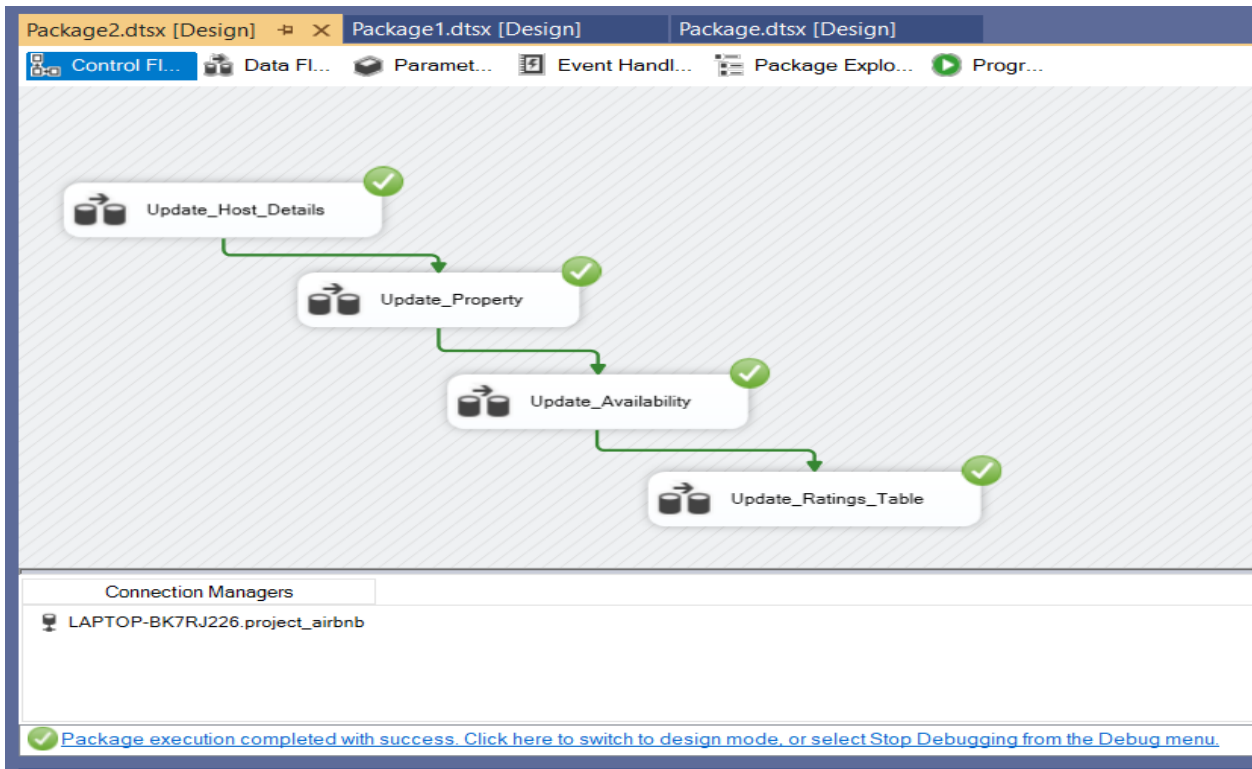 Package2.dtsx [Design] Package1.dtsx [Design] Package.dtsx [Design]
Control Fl... Data Fl... Paramet... Event Handl... Package Explo... Progr...
Update_Host_Details
Update_Property
Update_Availability
Update_Ratings_Table
Connection Managers
LAPTOP-BK7RJ226.project_airbnb
Package execution completed with success. Click here to switch to design mode, or select Stop Debugging from the Debug menu.